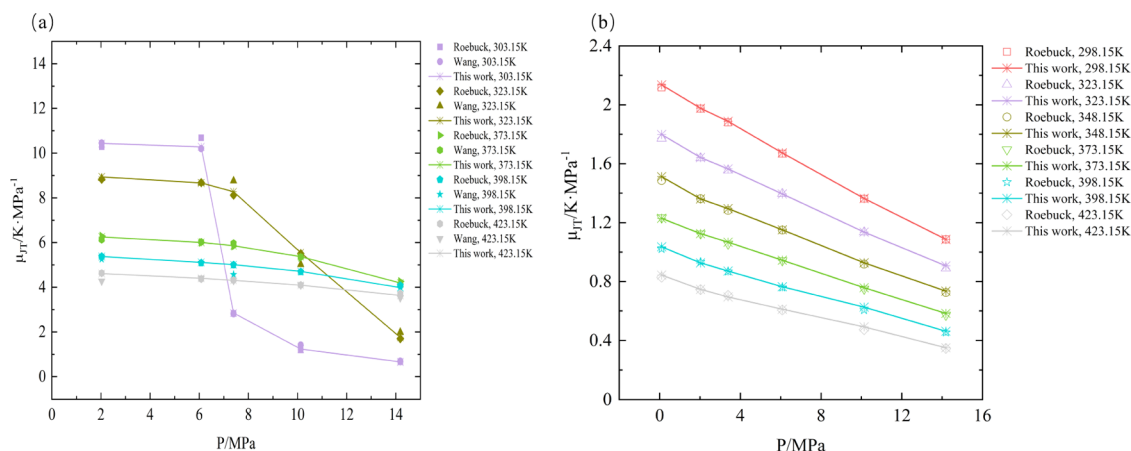 (a)
14
12
10
8
6
4
2
0
μJT/K·MPa-1
0 2 4 6 8 10 12 14
P/MPa
Roebuck, 303.15K
Wang, 303.15K
This work, 303.15K
Roebuck, 323.15K
Wang, 323.15K
This work, 323.15K
Roebuck, 373.15K
Wang, 373.15K
This work, 373.15K
Roebuck, 398.15K
Wang, 398.15K
This work, 398.15K
Roebuck, 423.15K
Wang, 423.15K
This work, 423.15K
(b)
2.4
2
1.6
1.2
0.8
0.4
0
μJT/K·MPa-1
0 4 8 12 16
P/MPa
Roebuck, 298.15K
This work, 298.15K
Roebuck, 323.15K
This work, 323.15K
Roebuck, 348.15K
This work, 348.15K
Roebuck, 373.15K
This work, 373.15K
Roebuck, 398.15K
This work, 398.15K
Roebuck, 423.15K
This work, 423.15K